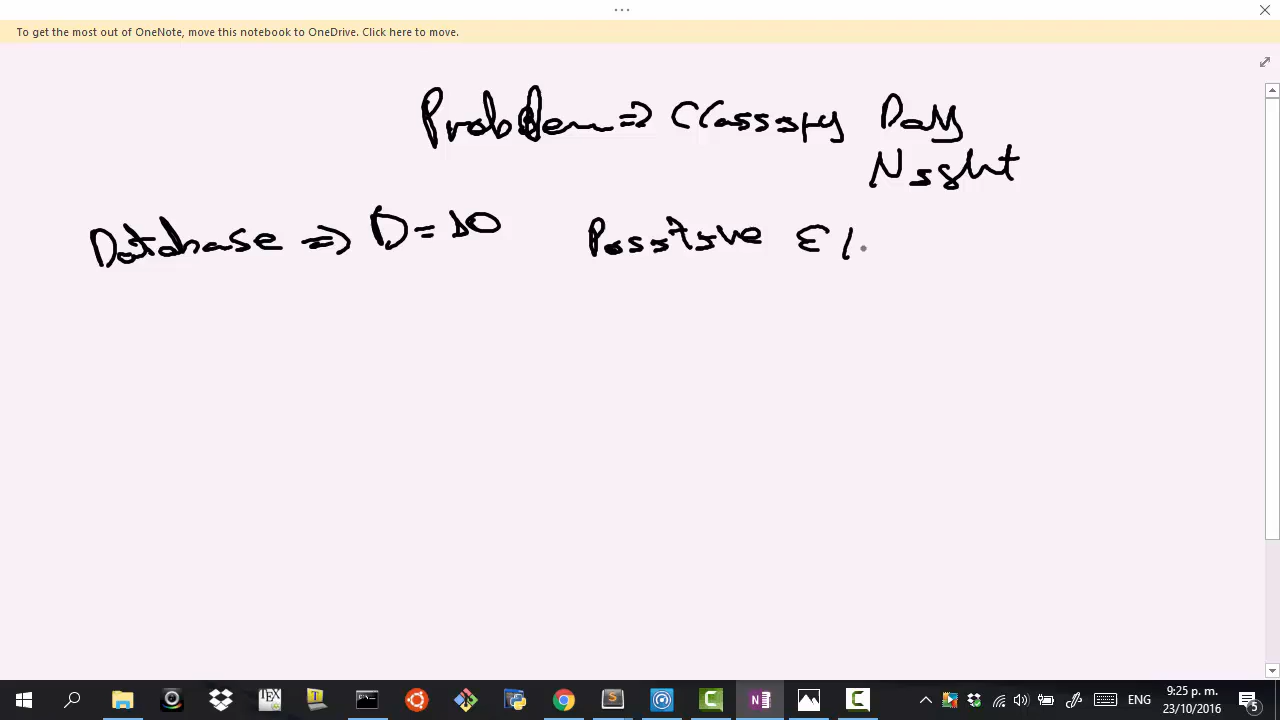 To get the most out of OneNote, move this notebook to OneDrive. Click here to move.
Problem => Classify Day
Night
Database => D = 10 Positive E
ENG
9:25 p. m.
23/10/2016
5